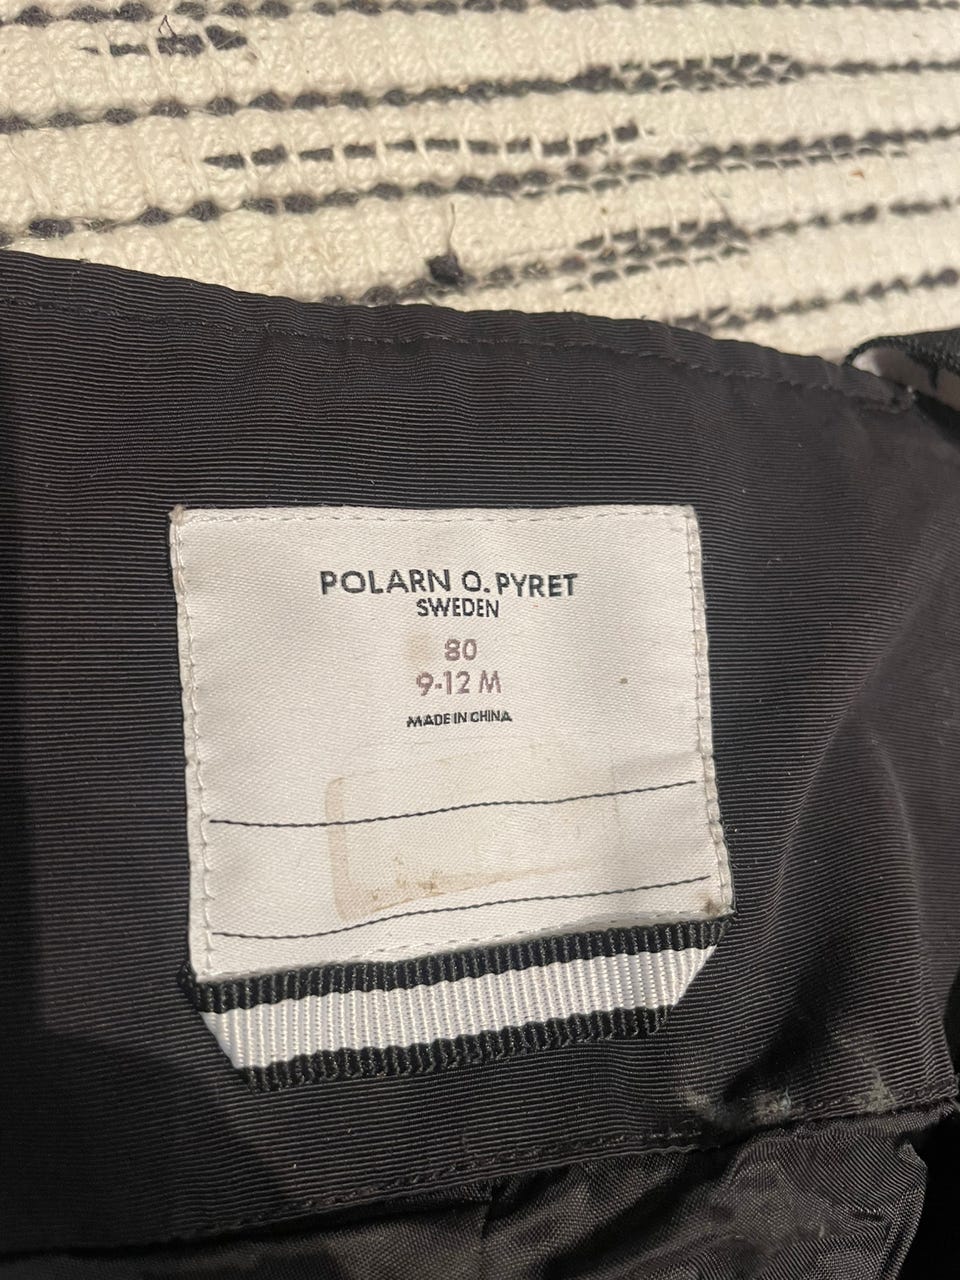 POLARN O. PYRET
SWEDEN
80
9-12 M
MADE IN CHINA